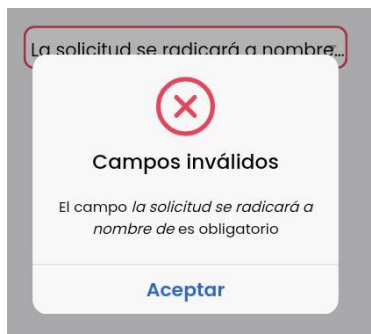 La solicitud se radicará a nombre...
Campos inválidos
El campo la solicitud se radicará a
nombre de es obligatorio
Aceptar